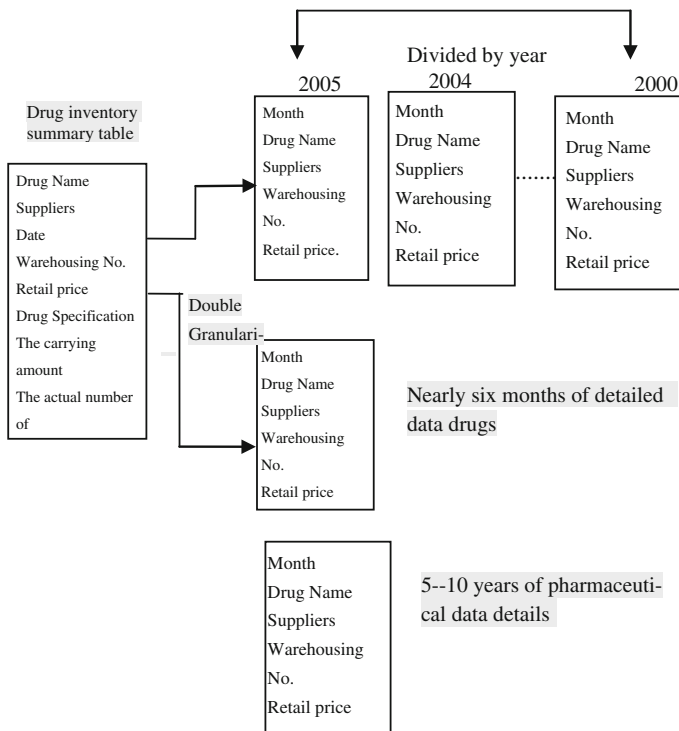 Divided by year
2005
2004
2000
Drug inventory
summary table
Drug Name
Suppliers
Date
Warehousing No.
Retail price
Drug Specification
The carrying
amount
The actual number
of
Month
Drug Name
Suppliers
Warehousing
No.
Retail price.
Month
Drug Name
Suppliers
Warehousing
No.
Retail price
Month
Drug Name
Suppliers
Warehousing
No.
Retail price
Double
Granulari-
Month
Drug Name
Suppliers
Warehousing
No.
Retail price
Nearly six months of detailed
data drugs
Month
Drug Name
Suppliers
Warehousing
No.
Retail price
5--10 years of pharmaceuti-
cal data details